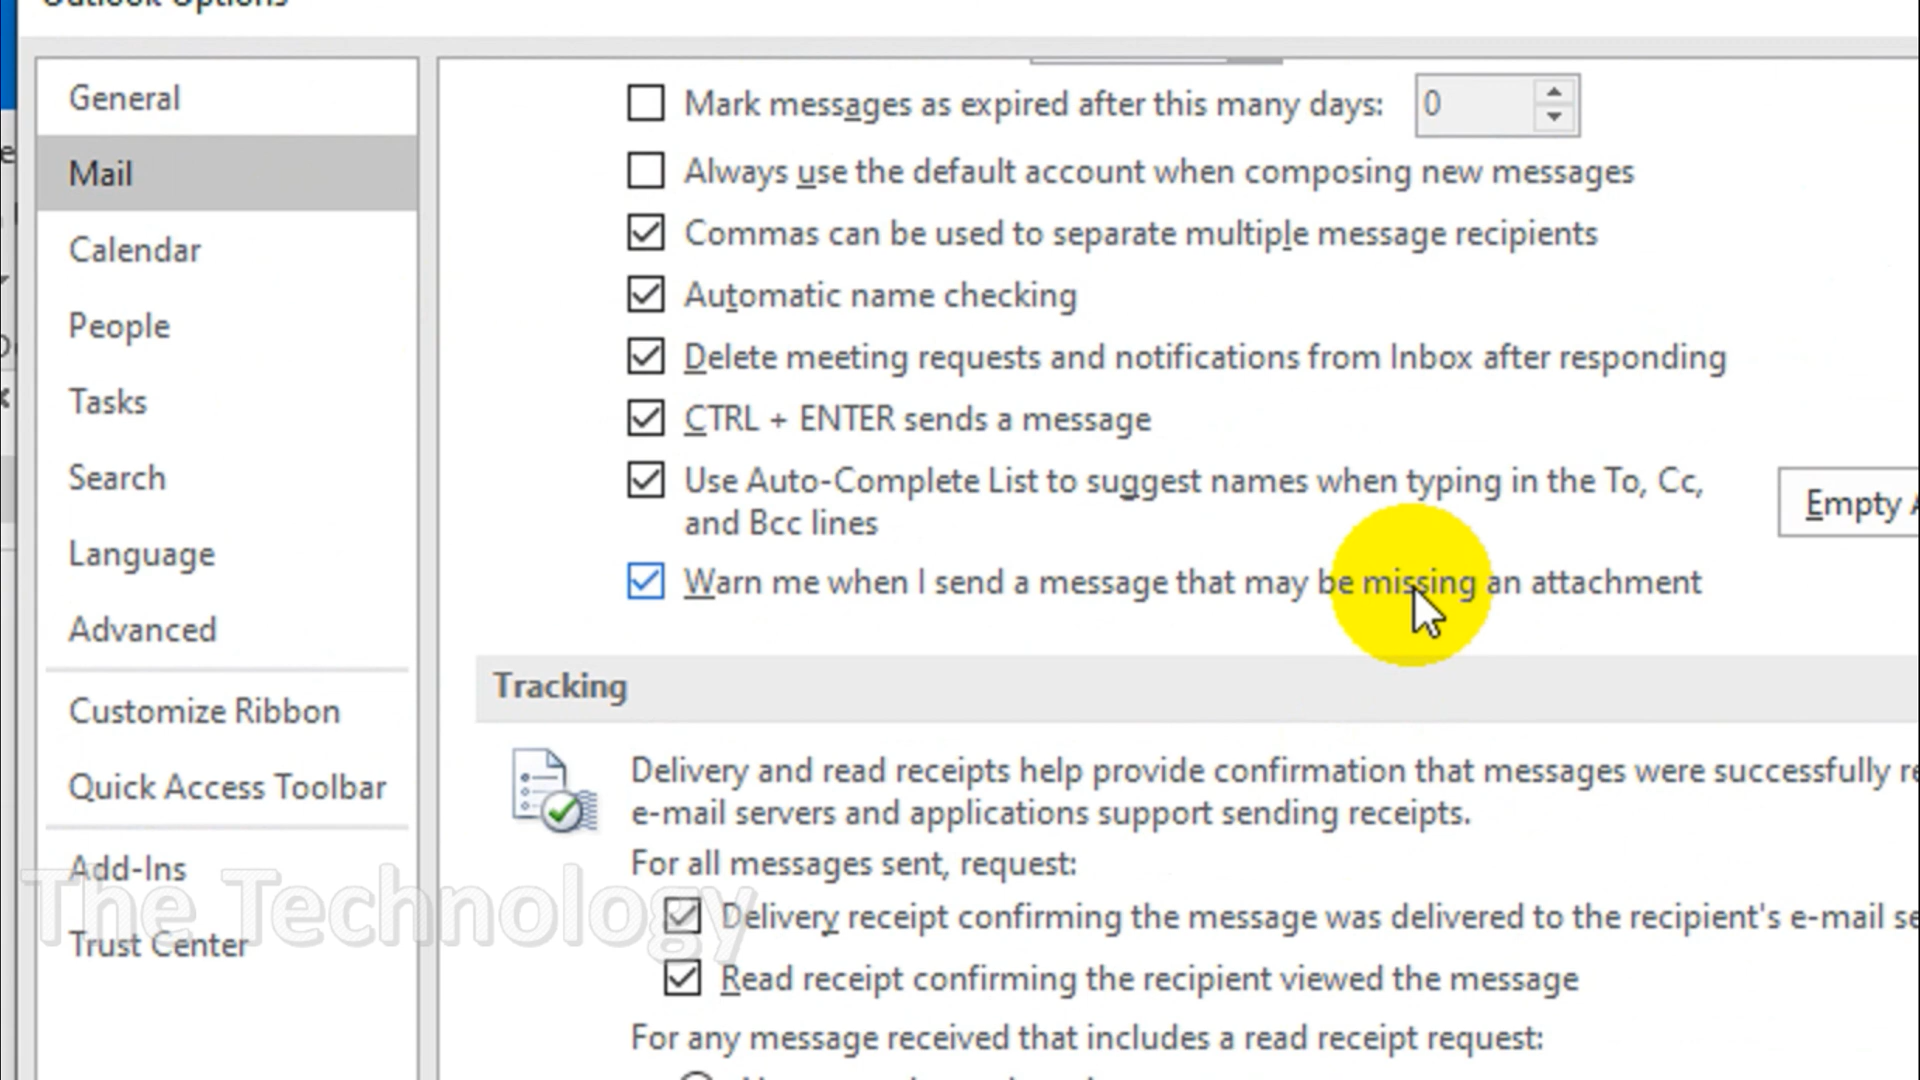 Outlook Options
General
Mail
Calendar
People
Tasks
Search
Language
Advanced
Customize Ribbon
Quick Access Toolbar
Add-Ins
Trust Center
Mark messages as expired after this many days: 0
Always use the default account when composing new messages
Commas can be used to separate multiple message recipients
Automatic name checking
Delete meeting requests and notifications from Inbox after responding
CTRL + ENTER sends a message
Use Auto-Complete List to suggest names when typing in the To, Cc,
and Bcc lines
Empty A
Warn me when I send a message that may be missing an attachment
Tracking
Delivery and read receipts help provide confirmation that messages were successfully re
e-mail servers and applications support sending receipts.
For all messages sent, request:
Delivery receipt confirming the message was delivered to the recipient's e-mail se
Read receipt confirming the recipient viewed the message
For any message received that includes a read receipt request:
The Technology